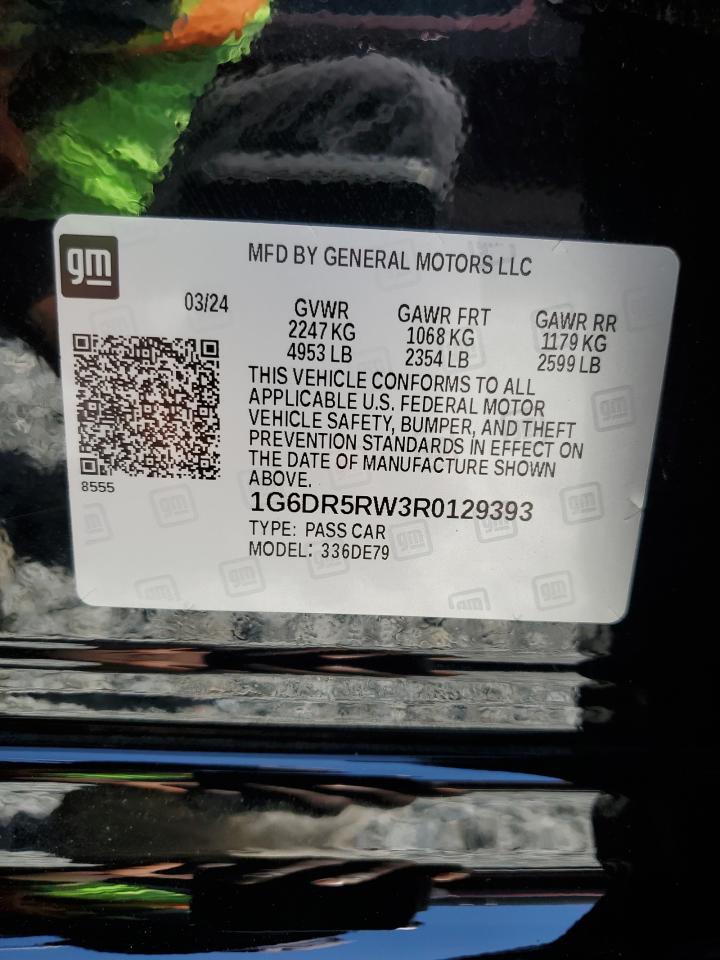 gm
MFD BY GENERAL MOTORS LLC
03/24
GVWR
2247 KG
4953 LB
GAWR FRT
1068 KG
2354 LB
GAWR RR
1179 KG
2599 LB
THIS VEHICLE CONFORMS TO ALL
APPLICABLE U.S. FEDERAL MOTOR
VEHICLE SAFETY, BUMPER, AND THEFT
PREVENTION STANDARDS IN EFFECT ON
THE DATE OF MANUFACTURE SHOWN
ABOVE.
8555
1G6DR5RW3R0129393
TYPE: PASS CAR
MODEL: 336DE79